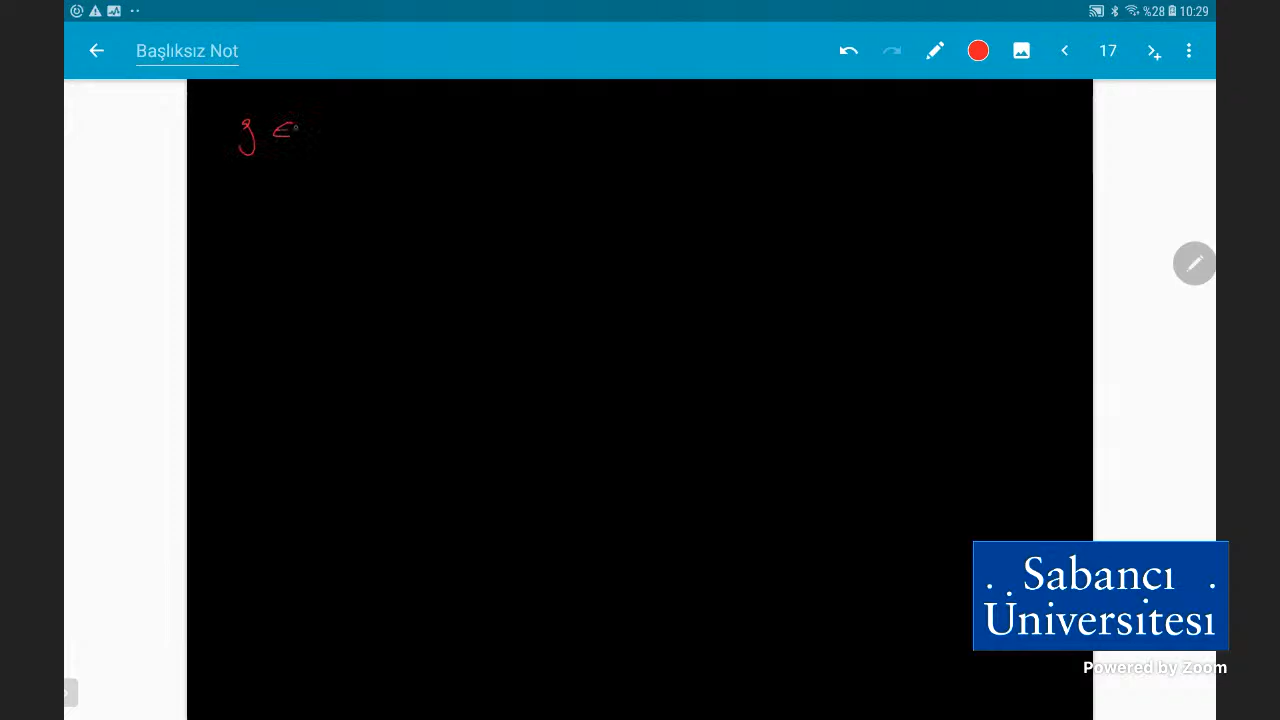 %28 10:29
Başlıksız Not
17
g ∈
Sabancı
Üniversitesi
Powered by Zoom